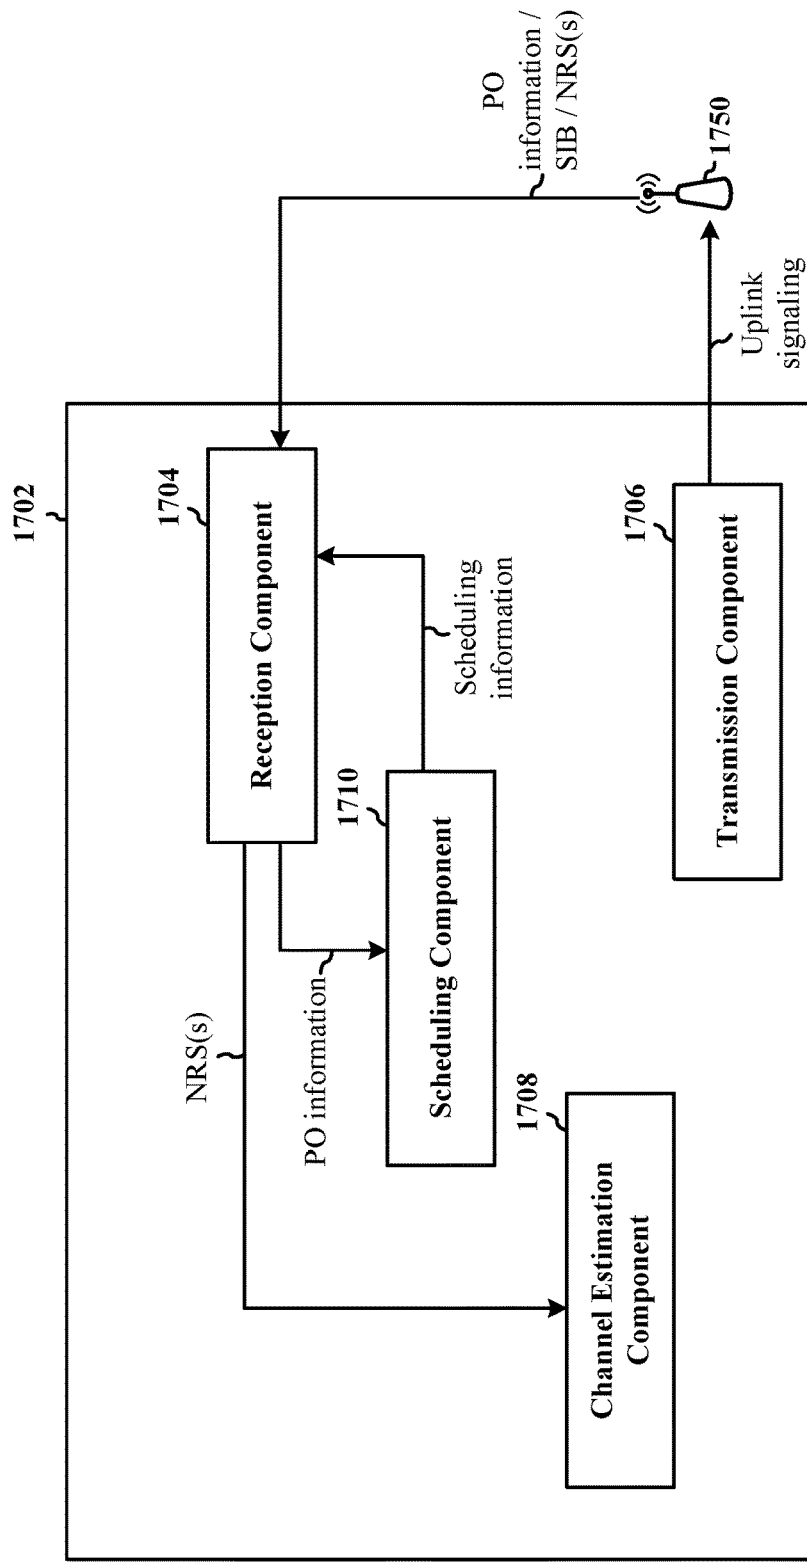 1702
1704
Reception Component
PO
information /
SIB / NRS(s)
1750
Scheduling
information
1710
Scheduling Component
NRS(s)
PO information
1708
Channel Estimation
Component
1706
Transmission Component
Uplink
signaling